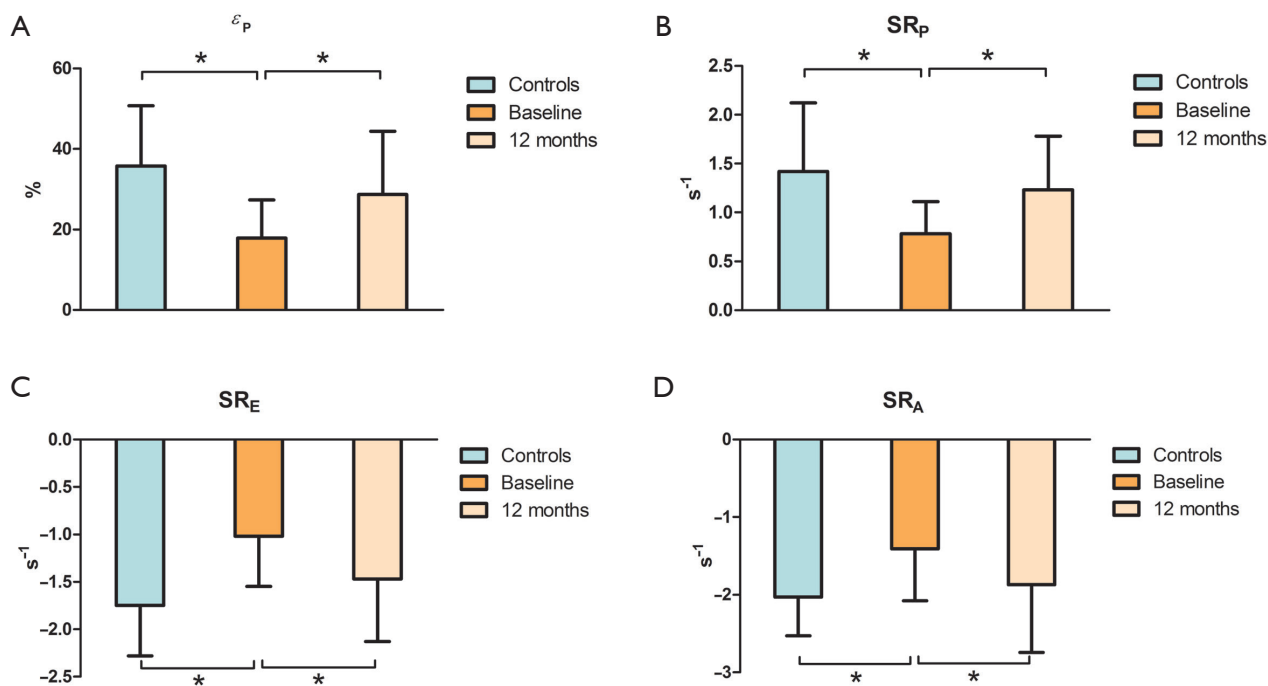 A
εP
*
*
60
40
20
0
%
Controls
Baseline
12 months
B
SRP
*
*
2.5
2.0
1.5
1.0
0.5
0.0
s-1
Controls
Baseline
12 months
C
SRE
0.0
–0.5
–1.0
–1.5
–2.0
–2.5
s–1
*
*
Controls
Baseline
12 months
D
SRA
0
–1
–2
–3
s–1
*
*
Controls
Baseline
12 months